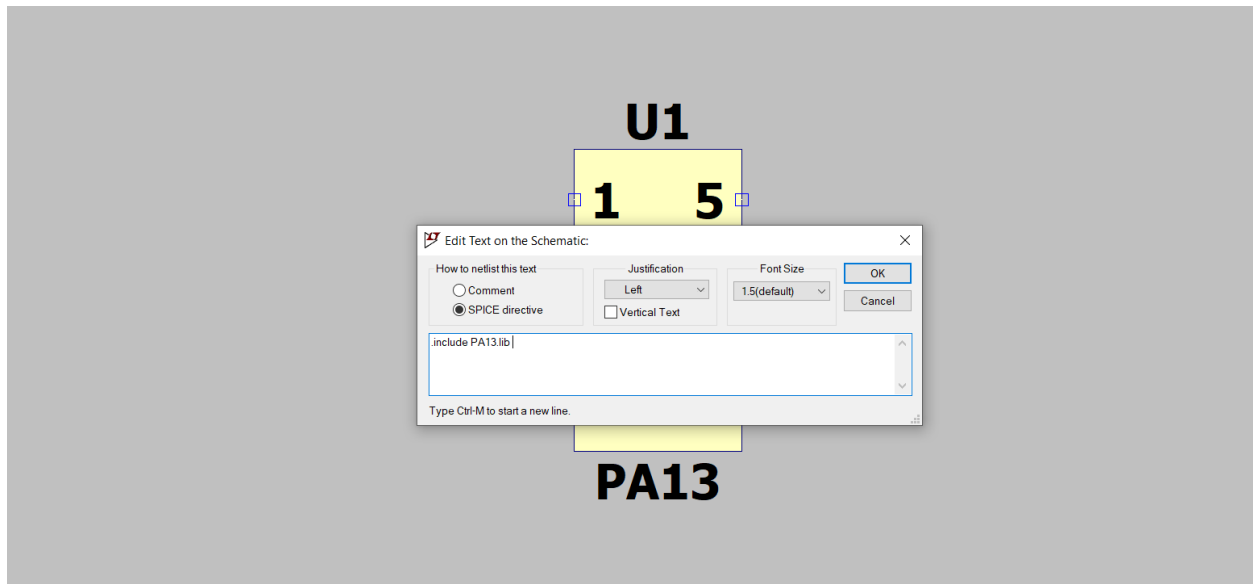 U1
1 5
Edit Text on the Schematic:
How to netlist this text
Comment
SPICE directive
Justification
Left
Vertical Text
Font Size
1.5(default)
OK
Cancel
.include PA13.lib
Type Ctrl-M to start a new line.
PA13